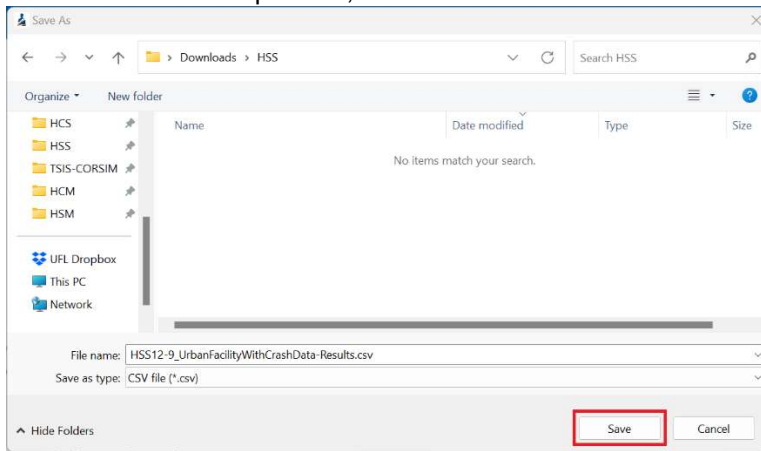 Save As
Downloads > HSS
Search HSS
Organize
New folder
HCS
HSS
TSIS-CORSIM
HCM
HSM
UFL Dropbox
This PC
Network
Name
Date modified
Type
Size
No items match your search.
File name: HSS12-9_UrbanFacilityWithCrashData-Results.csv
Save as type: CSV file (*.csv)
Hide Folders
Save
Cancel